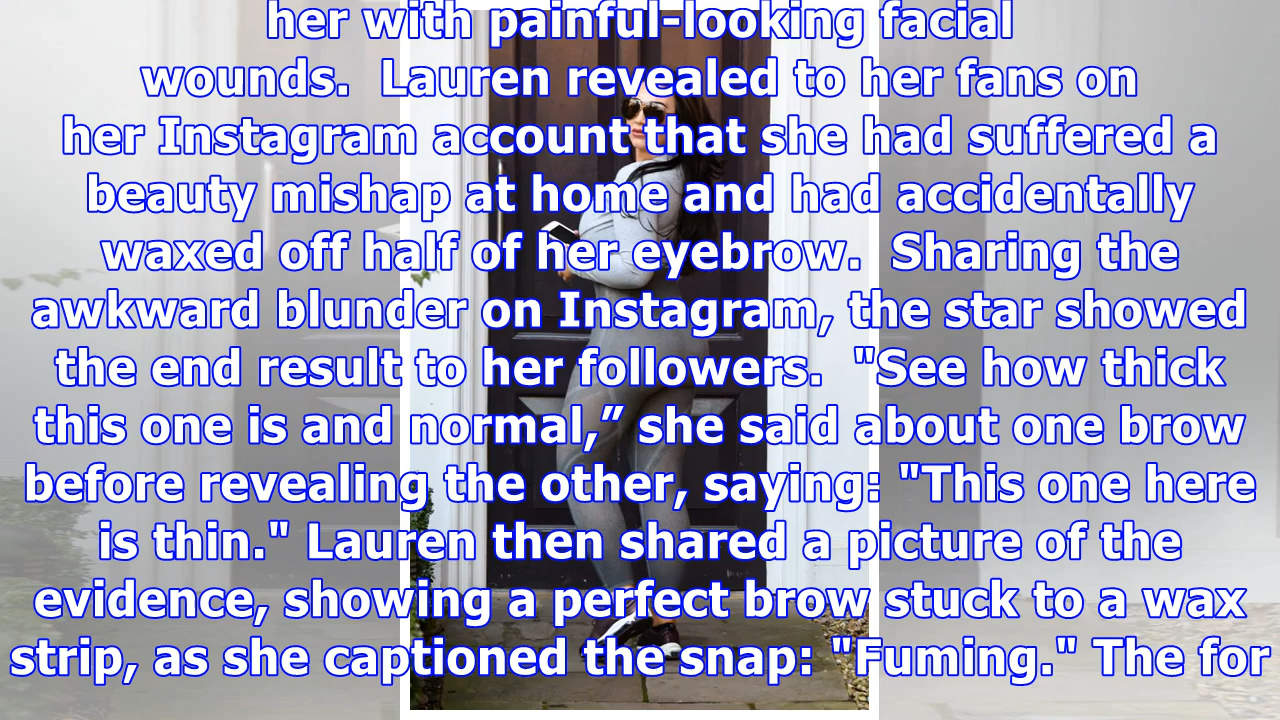 her with painful-looking facial
wounds.  Lauren revealed to her fans on
her Instagram account that she had suffered a
beauty mishap at home and had accidentally
waxed off half of her eyebrow.  Sharing the
awkward blunder on Instagram, the star showed
the end result to her followers.  "See how thick
this one is and normal,” she said about one brow
before revealing the other, saying: "This one here
is thin." Lauren then shared a picture of the
evidence, showing a perfect brow stuck to a wax
strip, as she captioned the snap: "Fuming." The for